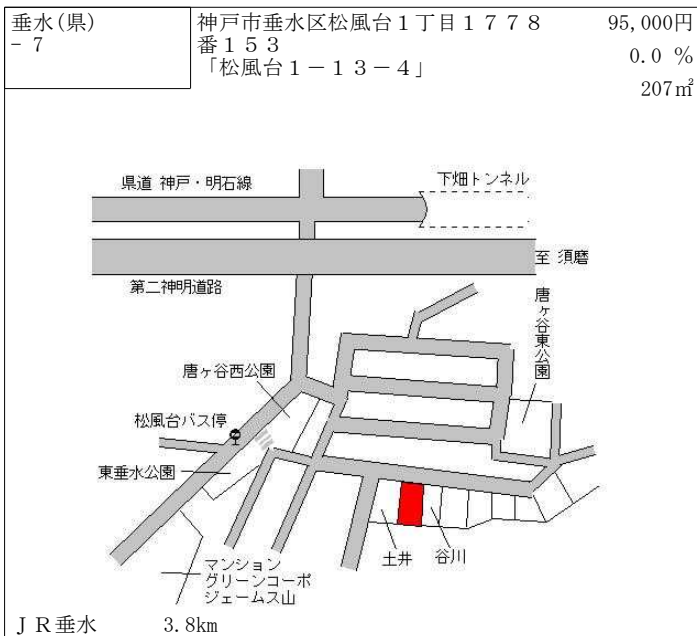 垂水(県)
－７
神戸市垂水区松風台１丁目１７７８
番１５３
「松風台１－１３－４」
95,000円
0.0 %
207㎡
県道 神戸・明石線
下畑トンネル
至 須磨
第二神明道路
唐ヶ谷東公園
唐ヶ谷西公園
松風台バス停
東垂水公園
土井
谷川
マンション
グリーンコーポ
ジェームス山
ＪＲ垂水 3.8km